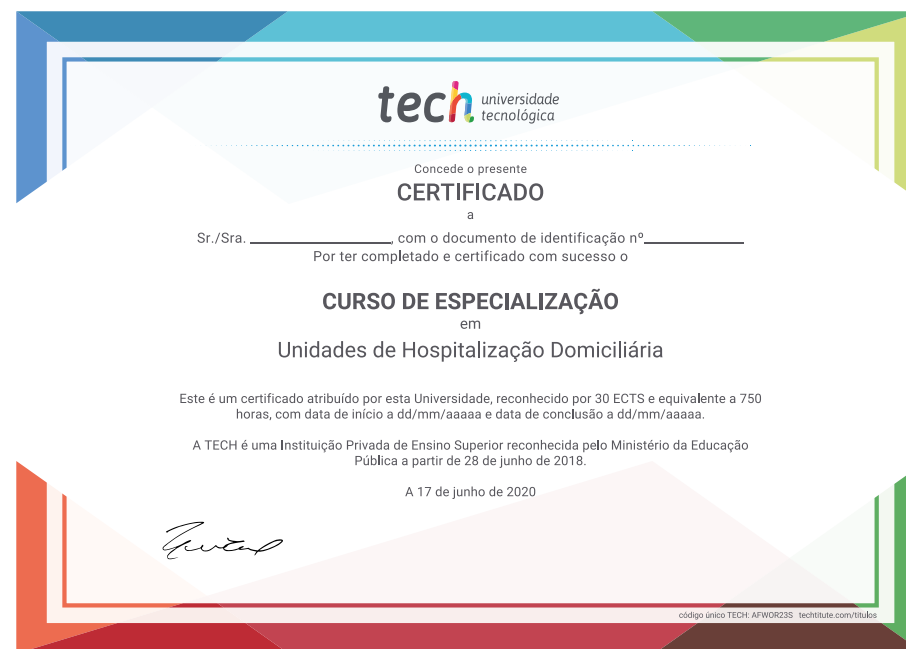 tech universidade
tecnológica
Concede o presente
CERTIFICADO
a
Sr./Sra. ____________, com o documento de identificação nº____________
Por ter completado e certificado com sucesso o
CURSO DE ESPECIALIZAÇÃO
em
Unidades de Hospitalização Domiciliária
Este é um certificado atribuído por esta Universidade, reconhecido por 30 ECTS e equivalente a 750
horas, com data de início a dd/mm/aaaaa e data de conclusão a dd/mm/aaaaa.
A TECH é uma Instituição Privada de Ensino Superior reconhecida pelo Ministério da Educação
Pública a partir de 28 de junho de 2018.
A 17 de junho de 2020
código único TECH: AFWOR23S techtitute.com/titulos